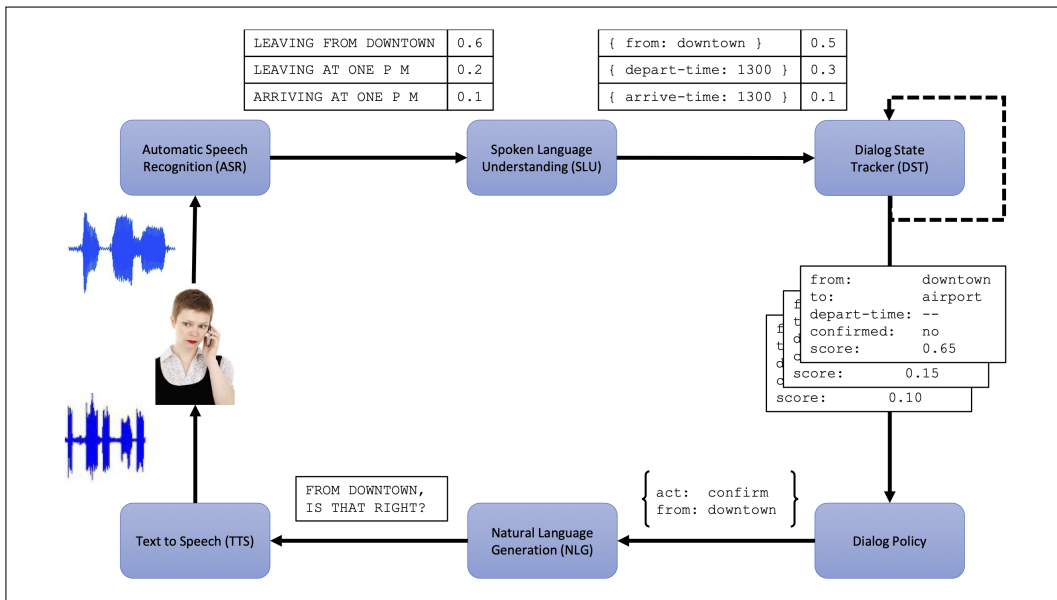 LEAVING FROM DOWNTOWN 0.6
LEAVING AT ONE P M 0.2
ARRIVING AT ONE P M 0.1
{ from: downtown } 0.5
{ depart-time: 1300 } 0.3
{ arrive-time: 1300 } 0.1
Automatic Speech
Recognition (ASR)
Spoken Language
Understanding (SLU)
Dialog State
Tracker (DST)
from: downtown
to: airport
depart-time: --
confirmed: no
score: 0.65
f
t
d
c
score: 0.15
f
t
d
c
score: 0.10
FROM DOWNTOWN,
IS THAT RIGHT?
act: confirm
from: downtown
Text to Speech (TTS)
Natural Language
Generation (NLG)
Dialog Policy